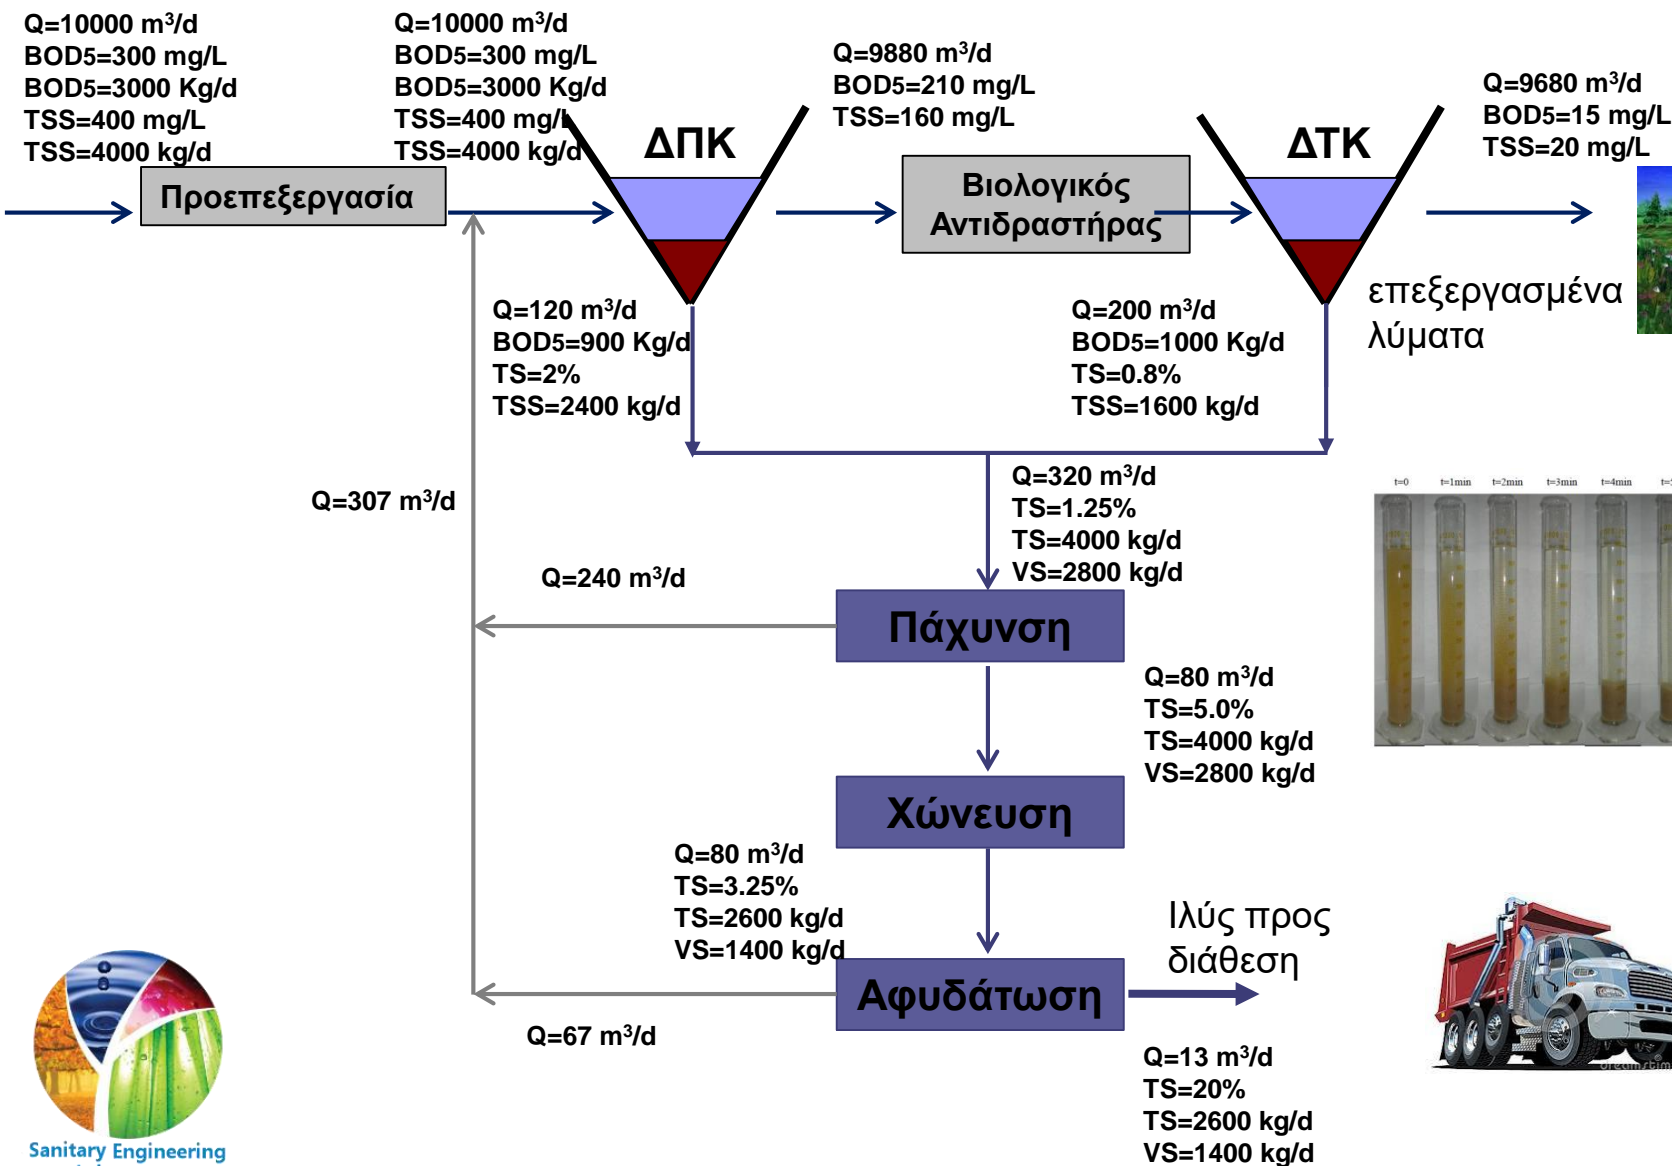 Q=10000 m³/d
BOD5=300 mg/L
BOD5=3000 Kg/d
TSS=400 mg/L
TSS=4000 kg/d
Q=10000 m³/d
BOD5=300 mg/L
BOD5=3000 Kg/d
TSS=400 mg/L
TSS=4000 kg/d
Q=9880 m³/d
BOD5=210 mg/L
TSS=160 mg/L
Q=9680 m³/d
BOD5=15 mg/L
TSS=20 mg/L
Προεπεξεργασία
ΔΠΚ
Βιολογικός
Αντιδραστήρας
ΔΤΚ
επεξεργασμένα
λύματα
Q=120 m³/d
BOD5=900 Kg/d
TS=2%
TSS=2400 kg/d
Q=200 m³/d
BOD5=1000 Kg/d
TS=0.8%
TSS=1600 kg/d
Q=320 m³/d
TS=1.25%
TS=4000 kg/d
VS=2800 kg/d
t=0 t=1min t=2min t=3min t=4min
Q=307 m³/d
Q=240 m³/d
Πάχυνση
Q=80 m³/d
TS=5.0%
TS=4000 kg/d
VS=2800 kg/d
Χώνευση
Q=80 m³/d
TS=3.25%
TS=2600 kg/d
VS=1400 kg/d
Ιλύς προς
διάθεση
Αφυδάτωση
Q=67 m³/d
Q=13 m³/d
TS=20%
TS=2600 kg/d
VS=1400 kg/d
Sanitary Engineering